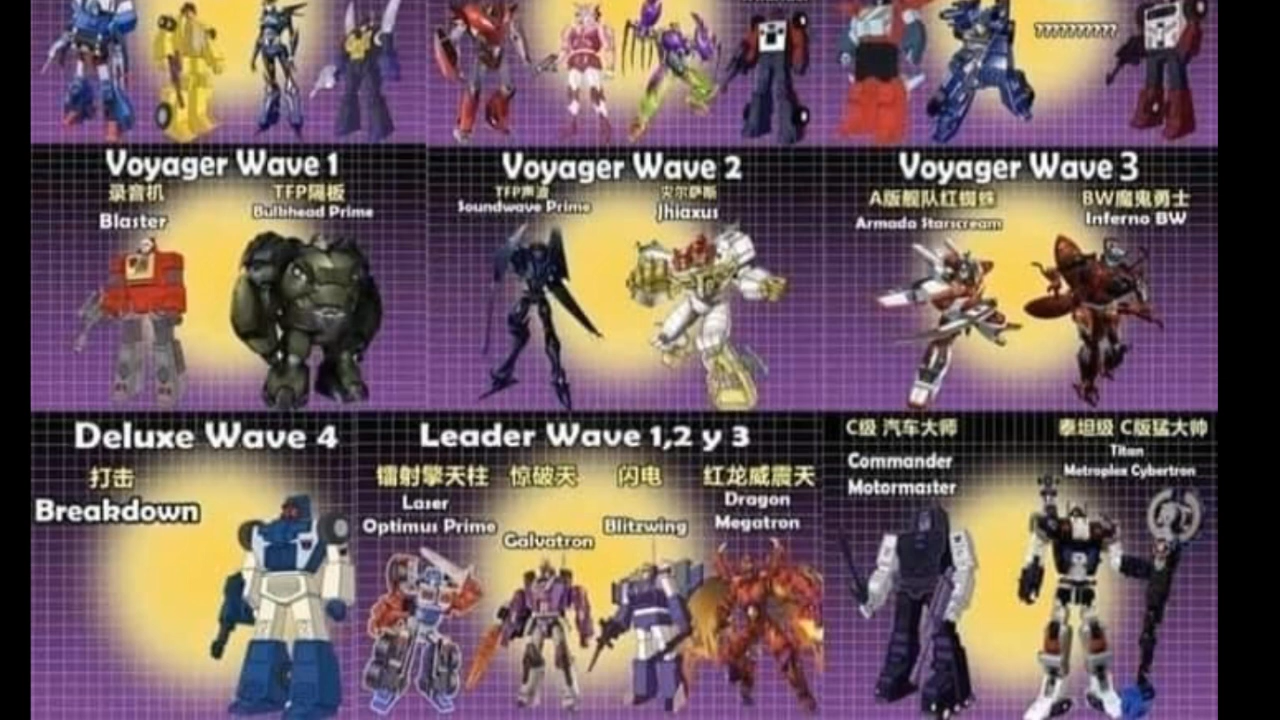 ??????????
Voyager Wave 1
录音机
Blaster
TFP隔板
Bulkhead Prime
Voyager Wave 2
TFP声波
Soundwave Prime
Jhiaxus
Voyager Wave 3
A版舰队红蜘蛛
Armada Starscream
BW魔鬼勇士
Inferno BW
Deluxe Wave 4
打击
Breakdown
Leader Wave 1,2 y 3
镭射擎天柱
Laser
Optimus Prime
惊破天
Galvatron
闪电
Blitzwing
红龙威震天
Dragon
Megatron
C级 汽车大师
Commander
Motormaster
泰坦级 C版猛大帅
Titan
Metroplex Cybertron